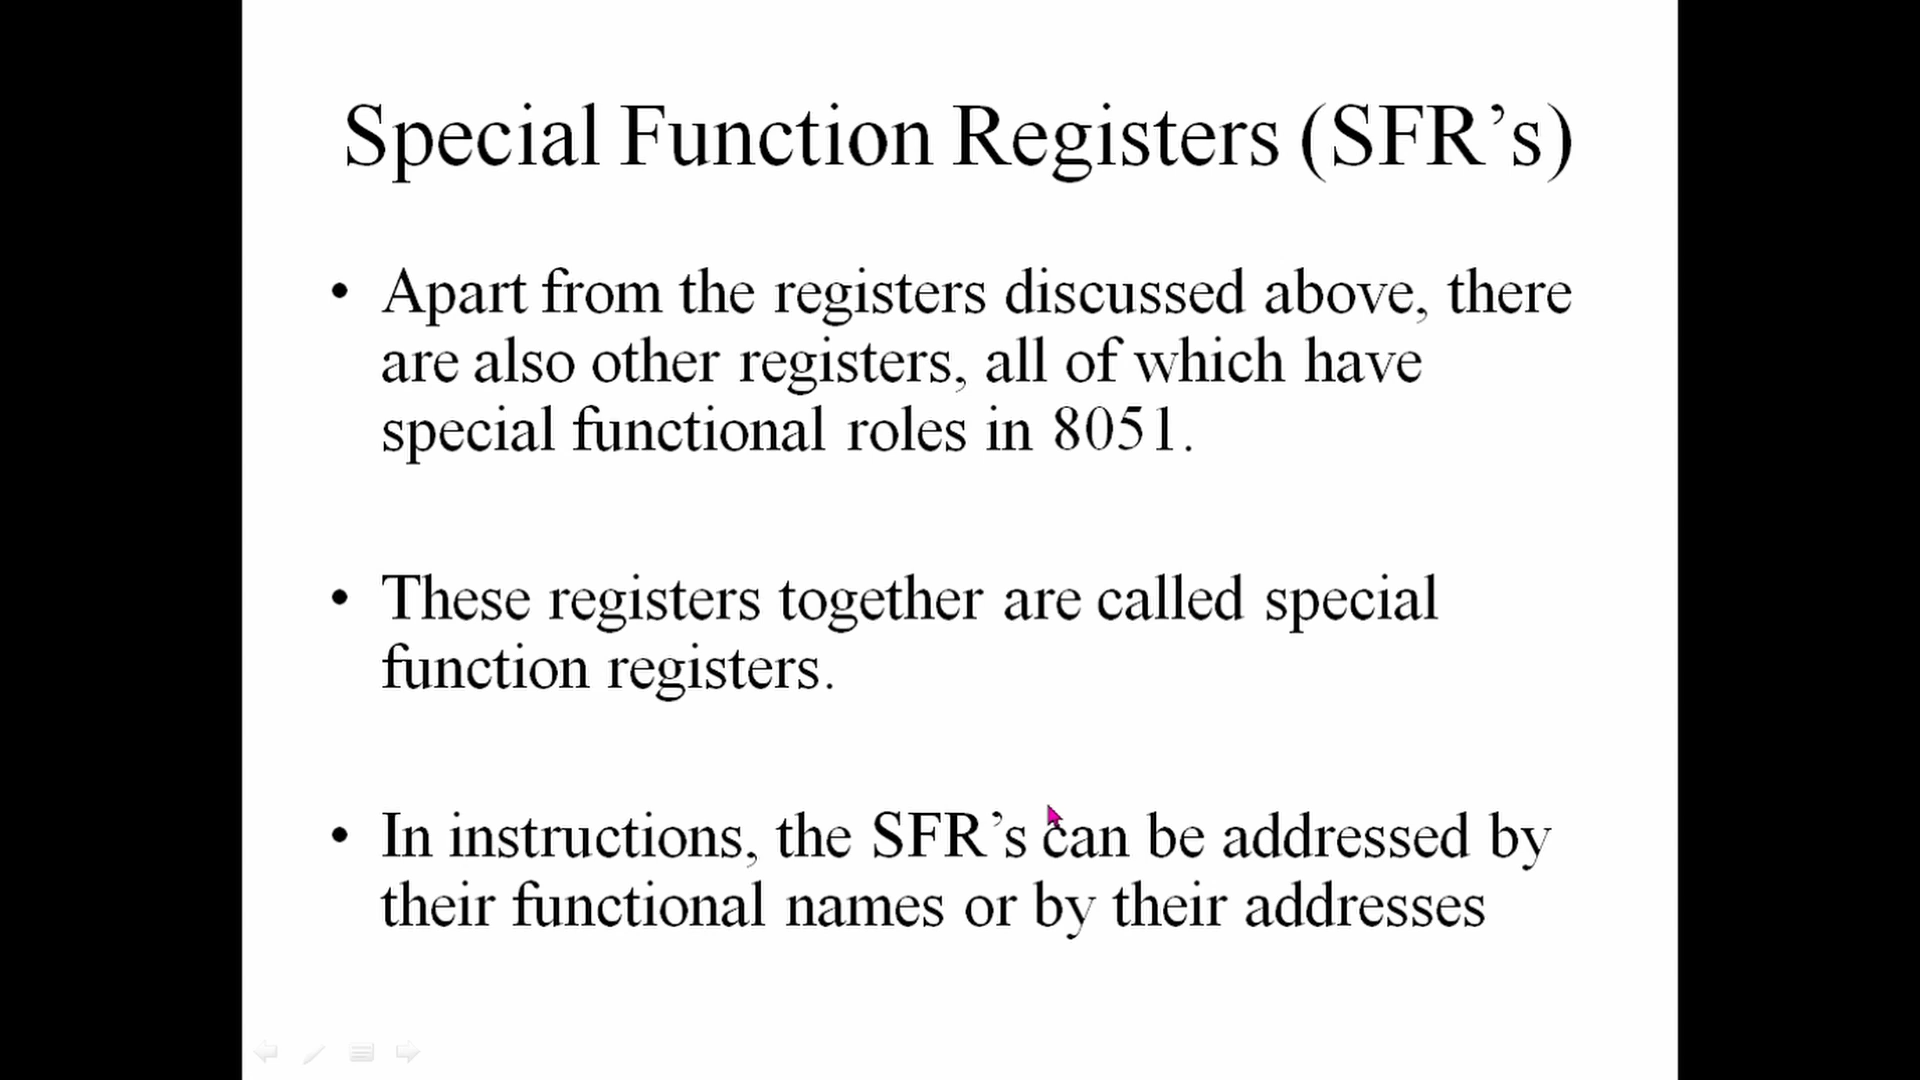 Special Function Registers (SFR’s)
• Apart from the registers discussed above, there
are also other registers, all of which have
special functional roles in 8051.
• These registers together are called special
function registers.
• In instructions, the SFR’s can be addressed by
their functional names or by their addresses